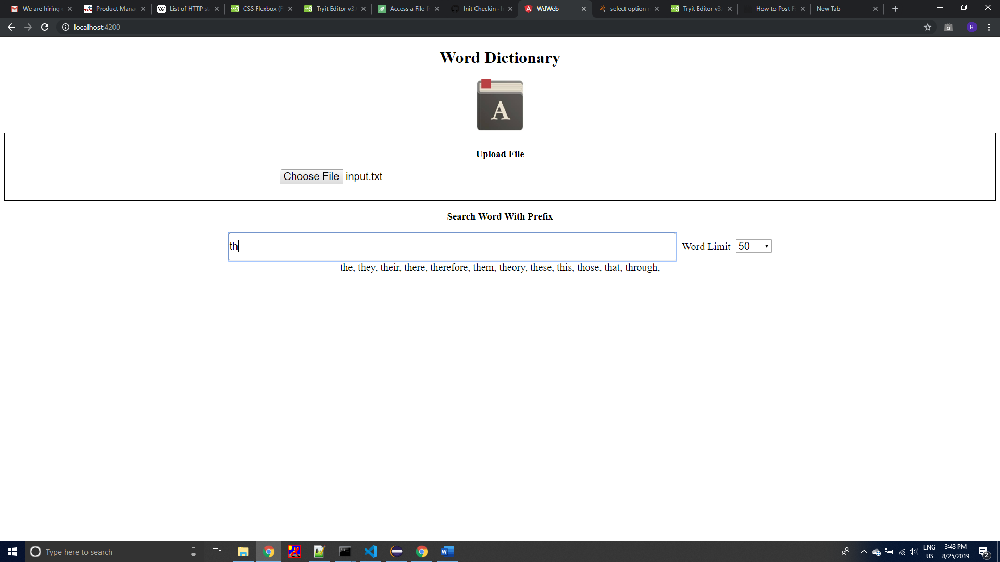 We are hiring
Product Mana
List of HTTP st
CSS Flexbox (F
Tryit Editor v3.
Access a File fr
Init Checkin · h
WdWeb
select option r
Tryit Editor v3.
How to Post F
New Tab
localhost:4200
H
Word Dictionary
A
Upload File
Choose File input.txt
Search Word With Prefix
th Word Limit 50
the, they, their, there, therefore, them, theory, these, this, those, that, through,
Type here to search
ENG
US
3:43 PM
8/25/2019
2